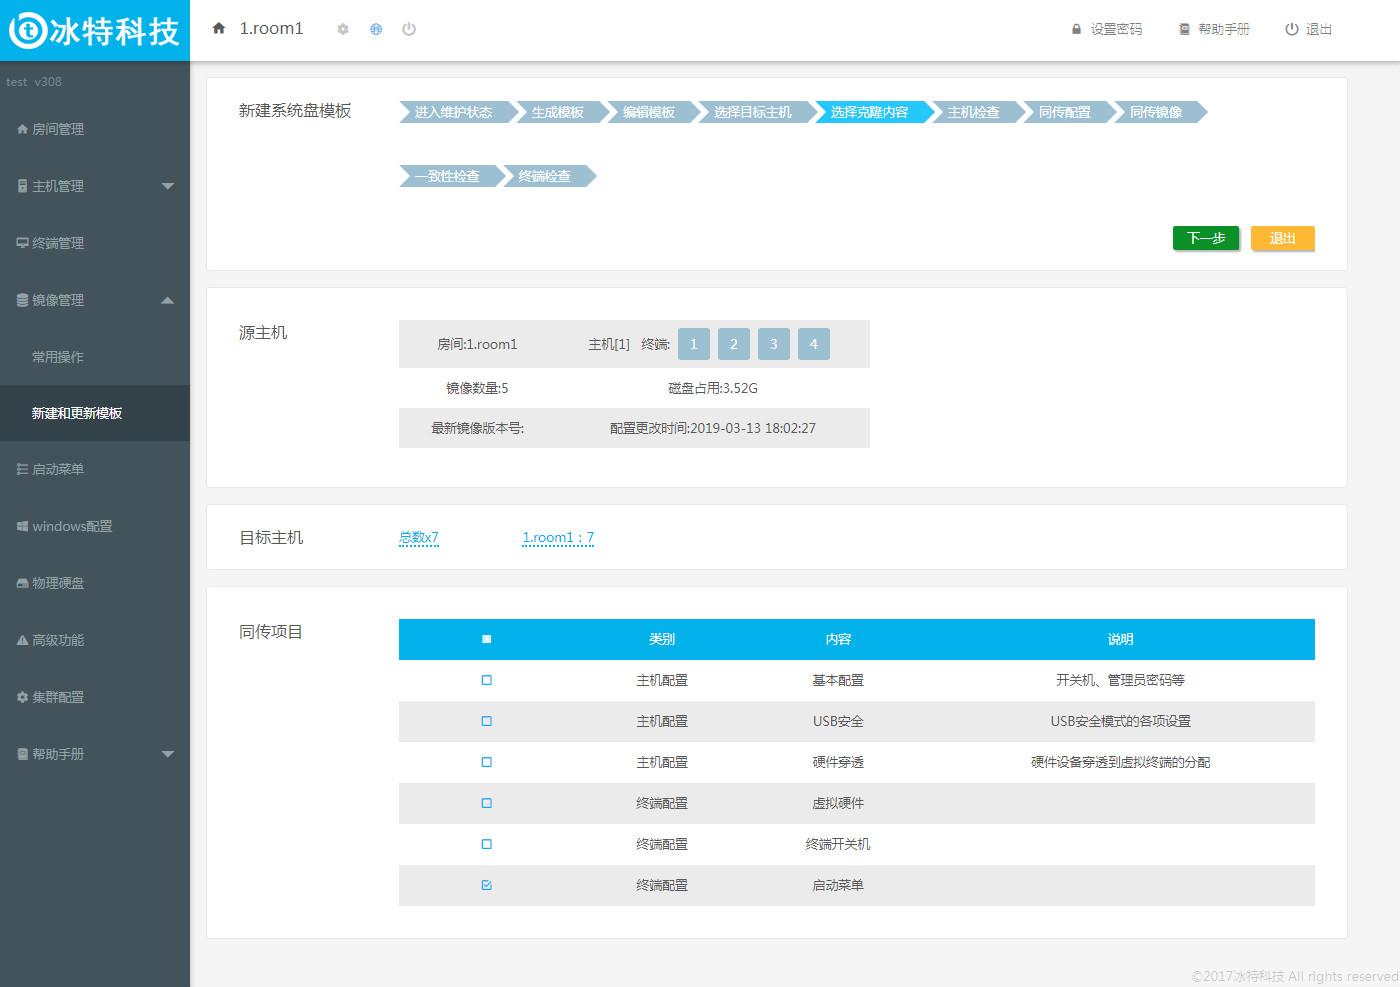 冰特科技
1.room1
设置密码 帮助手册 退出
test v308
房间管理
主机管理
终端管理
镜像管理
常用操作
新建和更新模板
启动菜单
windows配置
物理硬盘
高级功能
集群配置
帮助手册
新建系统盘模板
进入维护状态 生成模板 编辑模板 选择目标主机 选择克隆内容 主机检查 同传配置 同传镜像
一致性检查 终端检查
下一步 退出
源主机
房间:1.room1 主机[1] 终端: 1 2 3 4
镜像数量:5 磁盘占用:3.52G
最新镜像版本号: 配置更改时间:2019-03-13 18:02:27
目标主机 总数x7 1.room1 : 7
同传项目
类别 内容 说明
主机配置 基本配置 开关机、管理员密码等
主机配置 USB安全 USB安全模式的各项设置
主机配置 硬件穿透 硬件设备穿透到虚拟终端的分配
终端配置 虚拟硬件
终端配置 终端开关机
终端配置 启动菜单
©2017冰特科技 All rights reserved